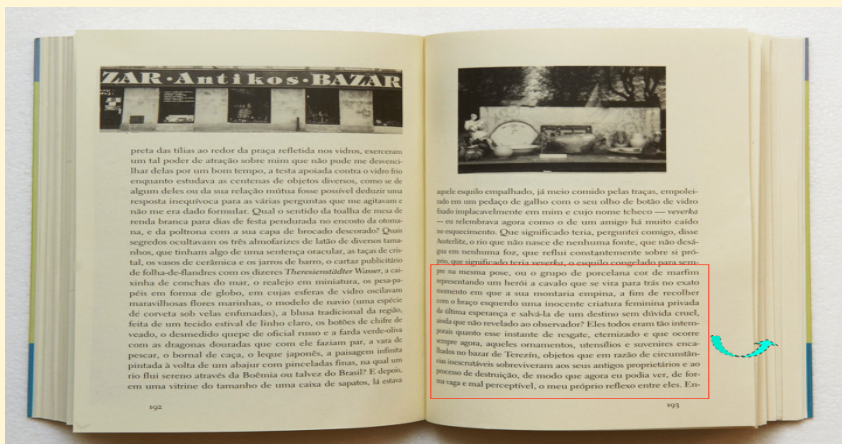 ZAR·Antikos·BAZAR
preta das tílias ao redor da praça refletida nos vidros, exerceram
um tal poder de atração sobre mim que não pude me desvenci-
lhar delas por um bom tempo, a testa apoiada contra o vidro frio
enquanto estudava as centenas de objetos diversos, como se de
algum deles ou da sua relação mútua fosse possível deduzir uma
resposta inequívoca para as várias perguntas que me agitavam e
não me era dado formular. Qual o sentido da toalha de mesa de
renda branca para dias de festa pendurada no encosto da otoma-
na, e da poltrona com a sua capa de brocado descorado? Quais
segredos ocultavam os três almofarizes de latão de diversos tama-
nhos, que tinham algo de uma sentença oracular, as taças de cris-
tal, os vasos de cerâmica e os jarros de barro, o cartaz publicitário
de folha-de-flandres com os dizeres Theresienstädter Wasser, a cai-
xinha de conchas do mar, o realejo em miniatura, os pesa-pa-
péis em forma de globo, em cujas esferas de vidro oscilavam
maravilhosas flores marinhas, o modelo de navio (uma espécie
de corveta sob velas enfunadas), a blusa tradicional da região,
feita de um tecido estival de linho claro, os botões de chifre de
veado, o desmedido quepe de oficial russo e a farda verde-oliva
com as dragonas douradas que com ele faziam par, a vara de
pescar, o bornal de caça, o leque japonês, a paisagem infinita
pintada à volta de um abajur com pinceladas finas, na qual um
rio flui sereno através da Boêmia ou talvez do Brasil? E depois,
em uma vitrine do tamanho de uma caixa de sapatos, lá estava
192
aquele esquilo empalhado, já meio comido pelas traças, empolei-
rado em um pedaço de galho com o seu olho de botão de vidro
fixado implacavelmente em mim e cujo nome tcheco — veverka
— eu relembrava agora como o de um amigo há muito caído
no esquecimento. Que significado teria, perguntei comigo, disse
Austerlitz, o rio que não nasce de nenhuma fonte, que não desá-
gua em nenhuma foz, que reflui constantemente sobre si pró-
prio, que significado teria veverka, o esquilo congelado para sem-
pre na mesma pose, ou o grupo de porcelana cor de marfim
representando um herói a cavalo que se vira para trás no exato
momento em que a sua montaria empina, a fim de recolher
com o braço esquerdo uma inocente criatura feminina privada
da última esperança e salvá-la de um destino sem dúvida cruel,
ainda que não revelado ao observador? Eles todos eram tão intem-
porais quanto esse instante de resgate, eternizado e que ocorre
sempre agora, aqueles ornamentos, utensílios e suvenires enca-
lhados no bazar de Terezín, objetos que em razão de circunstân-
cias inescrutáveis sobreviveram aos seus antigos proprietários e ao
processo de destruição, de modo que agora eu podia ver, de for-
ma vaga e mal perceptível, o meu próprio reflexo entre eles. En-
193